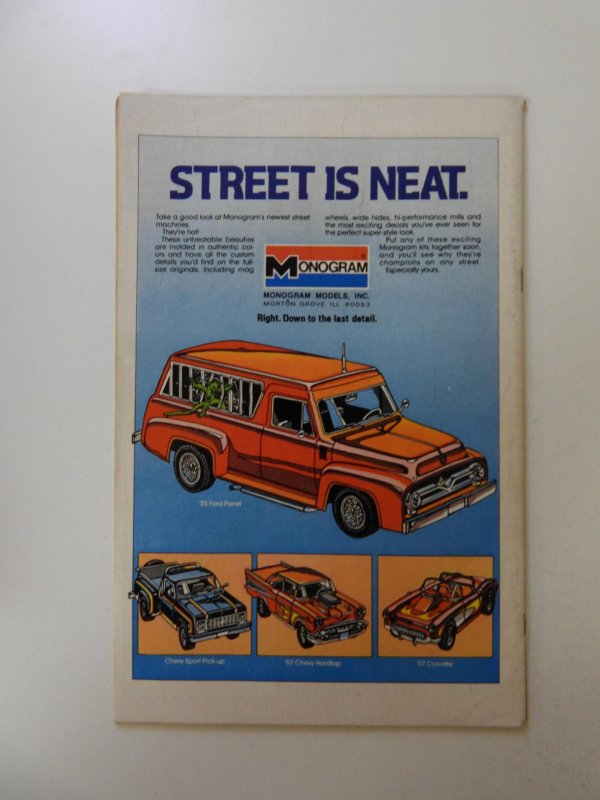 STREET IS NEAT.
Take a good look at Monogram's newest street
machines.
They're hot!
These unbeatable beauties
are molded in authentic col-
ors and have all the custom
details you'd find on the full-
size originals. Including mag
wheels, wide hides, hi-performance mills and
the most exciting decals you've ever seen for
the perfect super-style look.
Put any of these exciting
Monogram kits together soon,
and you'll see why they're
champions on any street.
Especially yours.
MONOGRAM
®
MONOGRAM MODELS, INC.
MORTON GROVE, ILL. 60053
Right. Down to the last detail.
'55 Ford Panel
Chevy Sport Pick-up
'57 Chevy Hardtop
'57 Corvette